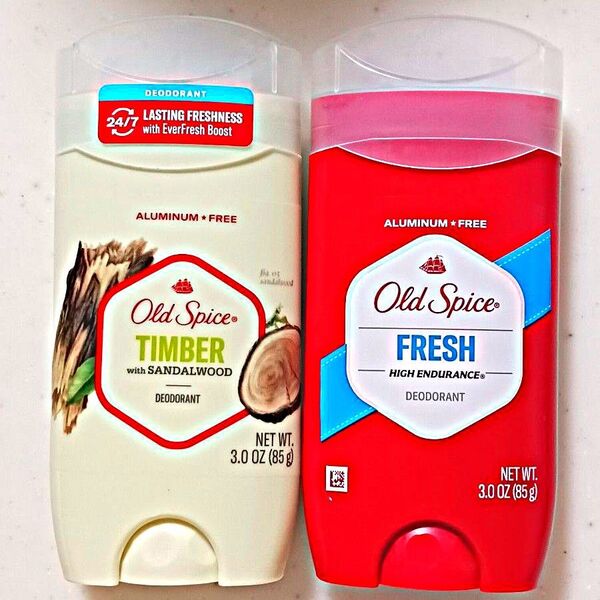 DEODORANT
24/7
LASTING FRESHNESS
with EverFresh Boost
ALUMINUM★FREE
Old Spice®
TIMBER
with SANDALWOOD
DEODORANT
NET WT.
3.0 OZ (85 g)
ALUMINUM★FREE
Old Spice®
FRESH
HIGH ENDURANCE®
DEODORANT
NET WT.
3.0 OZ (85 g)